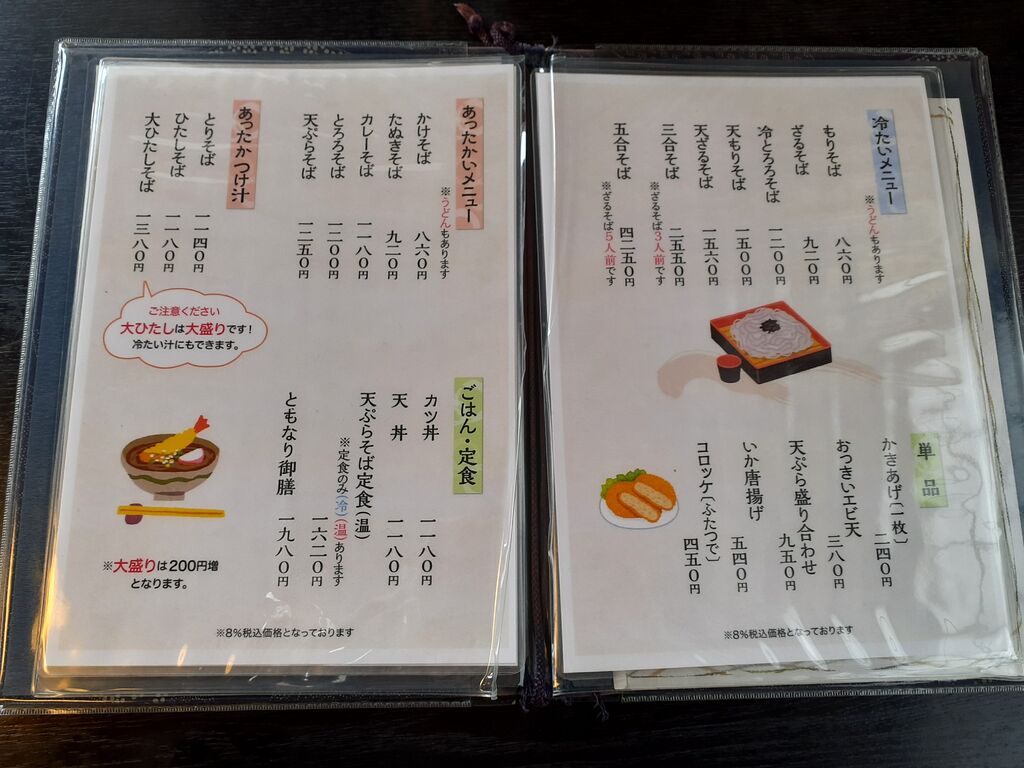 冷たいメニュー
※うどんもあります
もりそば 八六〇円
ざるそば 九二〇円
冷とろろそば 一二〇〇円
天もりそば 一五〇〇円
天ざるそば 一五六〇円
三合そば 二五五〇円
※ざるそば3人前です
五合そば 四二五〇円
※ざるそば5人前です
単品
かきあげ(一枚) 二四〇円
おっきいエビ天 三八〇円
天ぷら盛り合わせ 九五〇円
いか唐揚げ 五四〇円
コロッケ(ふたつで) 四五〇円
※8%税込価格となっております
あったかいメニュー
※うどんもあります
かけそば 八六〇円
たぬきそば 九二〇円
カレーそば 一一八〇円
とろろそば 一二〇〇円
天ぷらそば 一二五〇円
あったかつけ汁
とりそば 一一四〇円
ひたしそば 一一八〇円
大ひたしそば 一三八〇円
ご注意ください
大ひたしは大盛りです!
冷たい汁にもできます。
ごはん・定食
カツ丼 一一八〇円
天丼 一一八〇円
天ぷらそば定食(温) 一六二〇円
※定食のみ(冷)(温)あります
ともなり御膳 一九八〇円
※大盛りは200円増
となります。
※8%税込価格となっております